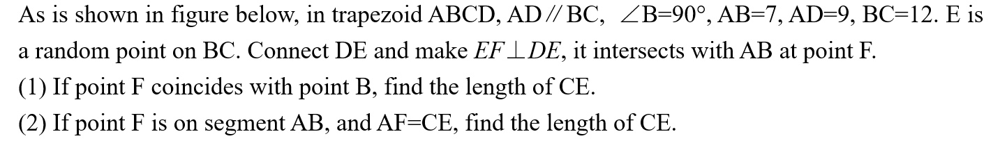 As is shown in figure below, in trapezoid ABCD, AD∥BC, ∠B=90°, AB=7, AD=9, BC=12. E is
a random point on BC. Connect DE and make EF⊥DE, it intersects with AB at point F.
(1) If point F coincides with point B, find the length of CE.
(2) If point F is on segment AB, and AF=CE, find the length of CE.